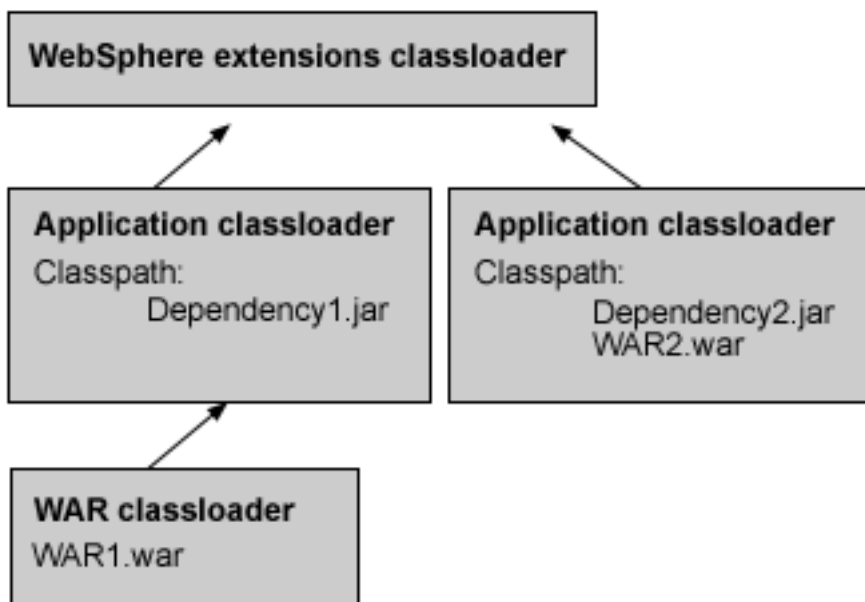 WebSphere extensions classloader
Application classloader
Classpath:
Dependency1.jar
Application classloader
Classpath:
Dependency2.jar
WAR2.war
WAR classloader
WAR1.war